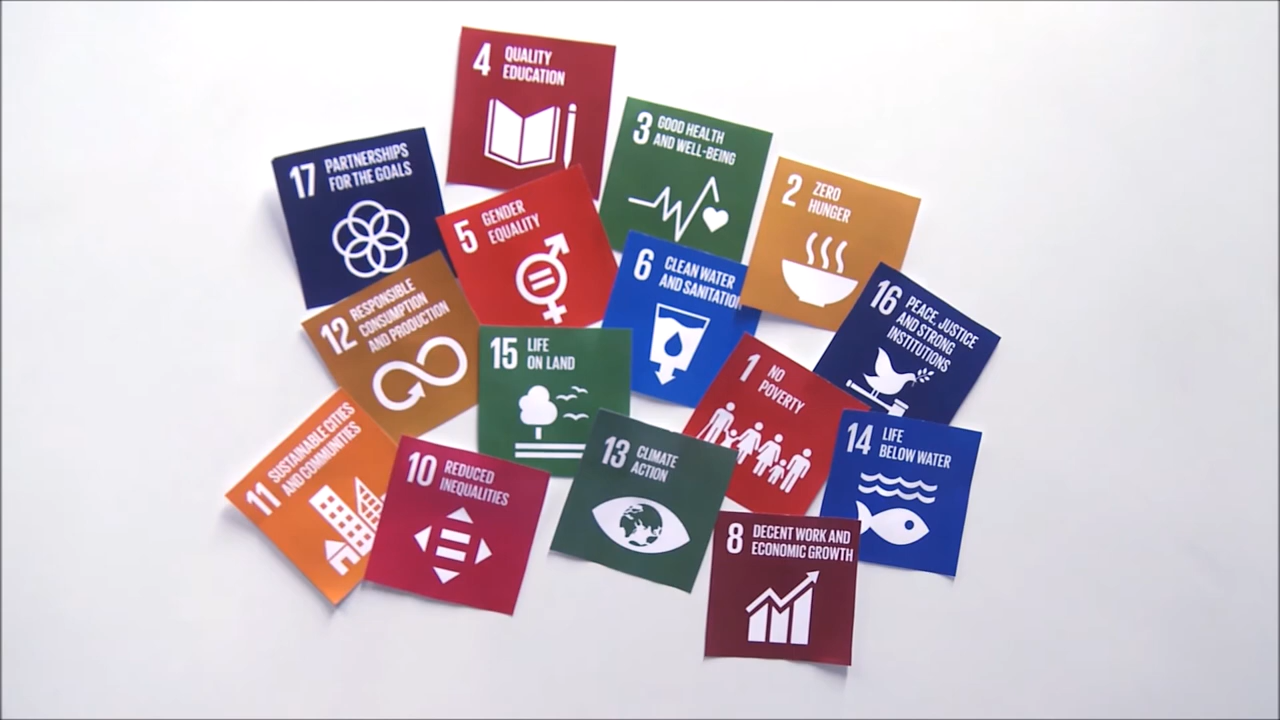 4 QUALITY
EDUCATION
3 GOOD HEALTH
AND WELL-BEING
17 PARTNERSHIPS
FOR THE GOALS
2 ZERO
HUNGER
5 GENDER
EQUALITY
6 CLEAN WATER
AND SANITATION
16 PEACE, JUSTICE
AND STRONG
INSTITUTIONS
12 RESPONSIBLE
CONSUMPTION
AND PRODUCTION
15 LIFE
ON LAND
1 NO
POVERTY
11 SUSTAINABLE CITIES
AND COMMUNITIES
10 REDUCED
INEQUALITIES
13 CLIMATE
ACTION
14 LIFE
BELOW WATER
8 DECENT WORK AND
ECONOMIC GROWTH